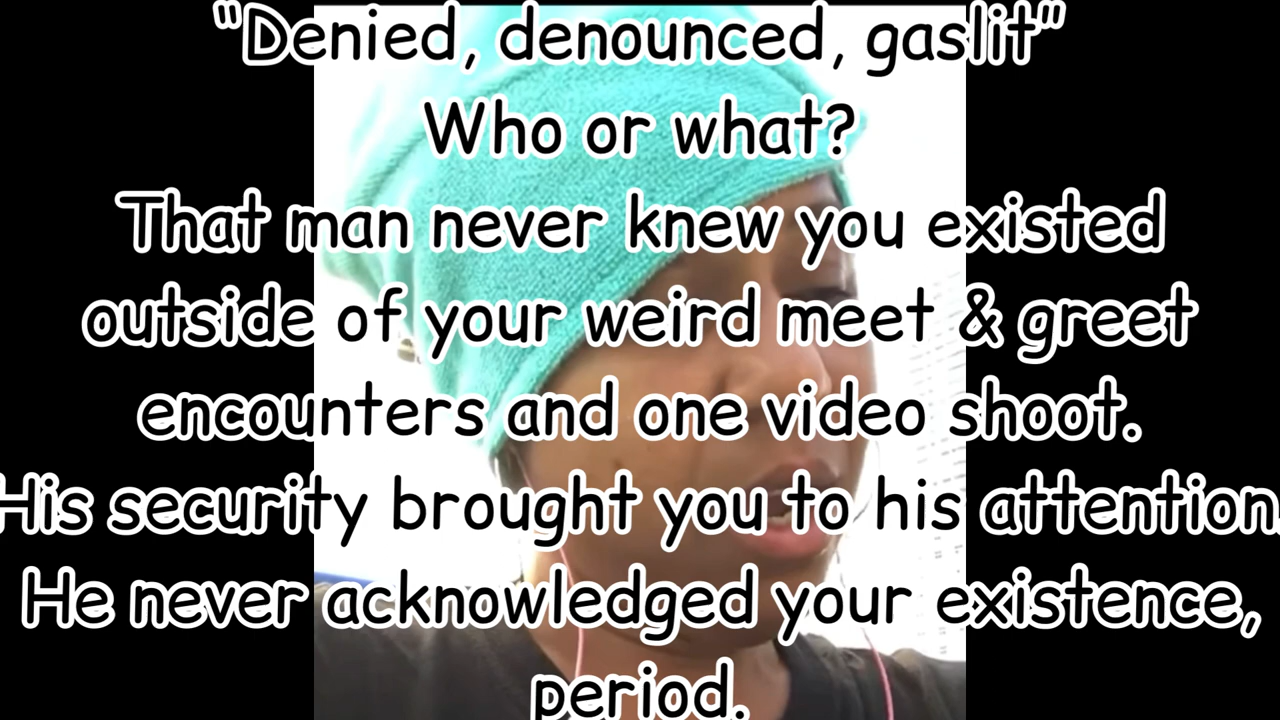 "Denied, denounced, gaslit"
Who or what?
That man never knew you existed
outside of your weird meet & greet
encounters and one video shoot.
His security brought you to his attention.
He never acknowledged your existence,
period.